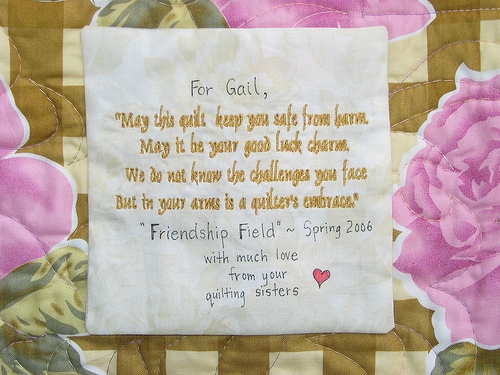 For Gail,
"May this quilt keep you safe from harm.
May it be your good luck charm.
We do not know the challenges you face
But in your arms is a quilter's embrace."
"Friendship Field" ~ Spring 2006
with much love
from your
quilting sisters